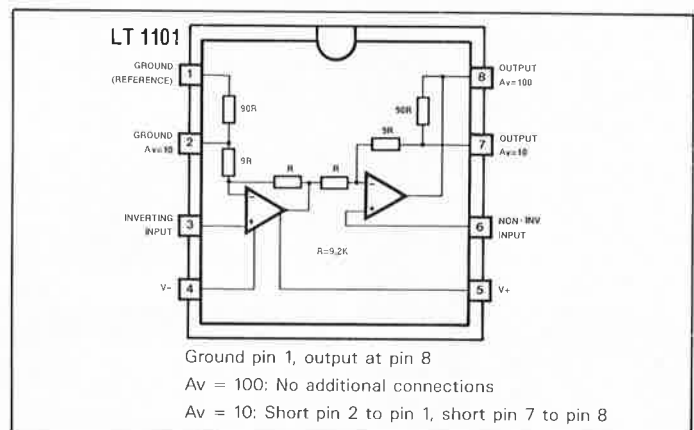 LT 1101
GROUND
(REFERENCE)
1
90R
GROUND
Av=10
2
9R
R
R
INVERTING
INPUT
3
V-
4
R=9.2K
OUTPUT
Av=100
8
90R
9R
OUTPUT
Av=10
7
NON-INV
INPUT
6
V+
5
-
+
-
+
Ground pin 1, output at pin 8
Av = 100: No additional connections
Av = 10: Short pin 2 to pin 1, short pin 7 to pin 8